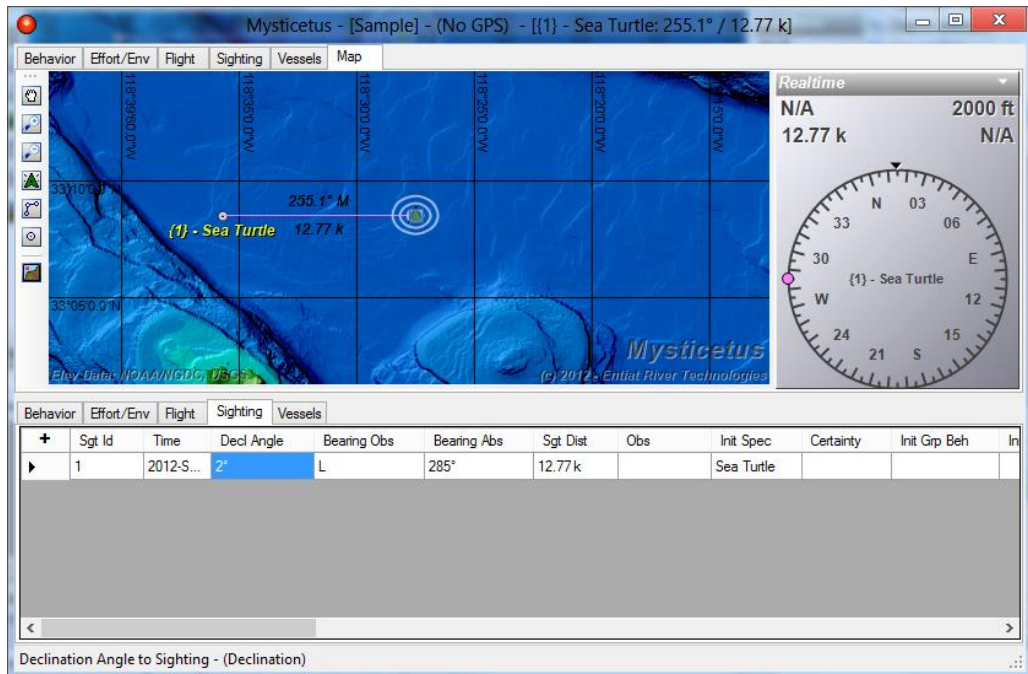 Mysticetus - [Sample] - (No GPS) - [{1} - Sea Turtle: 255.1° / 12.77 k]
Behavior Effort/Env Flight Sighting Vessels Map
118°35'0.0"W 118°30'0.0"W 118°25'0.0"W 118°20'0.0"W
33°10'0.0"N
255.1° M
{1} - Sea Turtle 12.77 k
33°05'0.0"N
Mysticetus
Elev Data: NOAA/NGDC, USGS (c) 2012 - Entiat River Technologies
Realtime
N/A 2000 ft
12.77 k N/A
N 03
33 06
30 E
{1} - Sea Turtle
W 12
24 15
21 S
Behavior Effort/Env Flight Sighting Vessels
+ Sgt Id Time Decl Angle Bearing Obs Bearing Abs Sgt Dist Obs Init Spec Certainty Init Grp Beh In
1 2012-S... 2° L 285° 12.77 k Sea Turtle
Declination Angle to Sighting - (Declination)